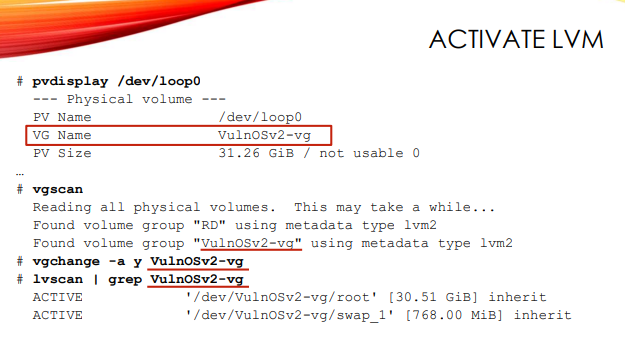 ACTIVATE LVM
# pvdisplay /dev/loop0
--- Physical volume ---
PV Name /dev/loop0
VG Name VulnOSv2-vg
PV Size 31.26 GiB / not usable 0
…
# vgscan
Reading all physical volumes. This may take a while...
Found volume group "RD" using metadata type lvm2
Found volume group "VulnOSv2-vg" using metadata type lvm2
# vgchange -a y VulnOSv2-vg
# lvscan | grep VulnOSv2-vg
ACTIVE '/dev/VulnOSv2-vg/root' [30.51 GiB] inherit
ACTIVE '/dev/VulnOSv2-vg/swap_1' [768.00 MiB] inherit